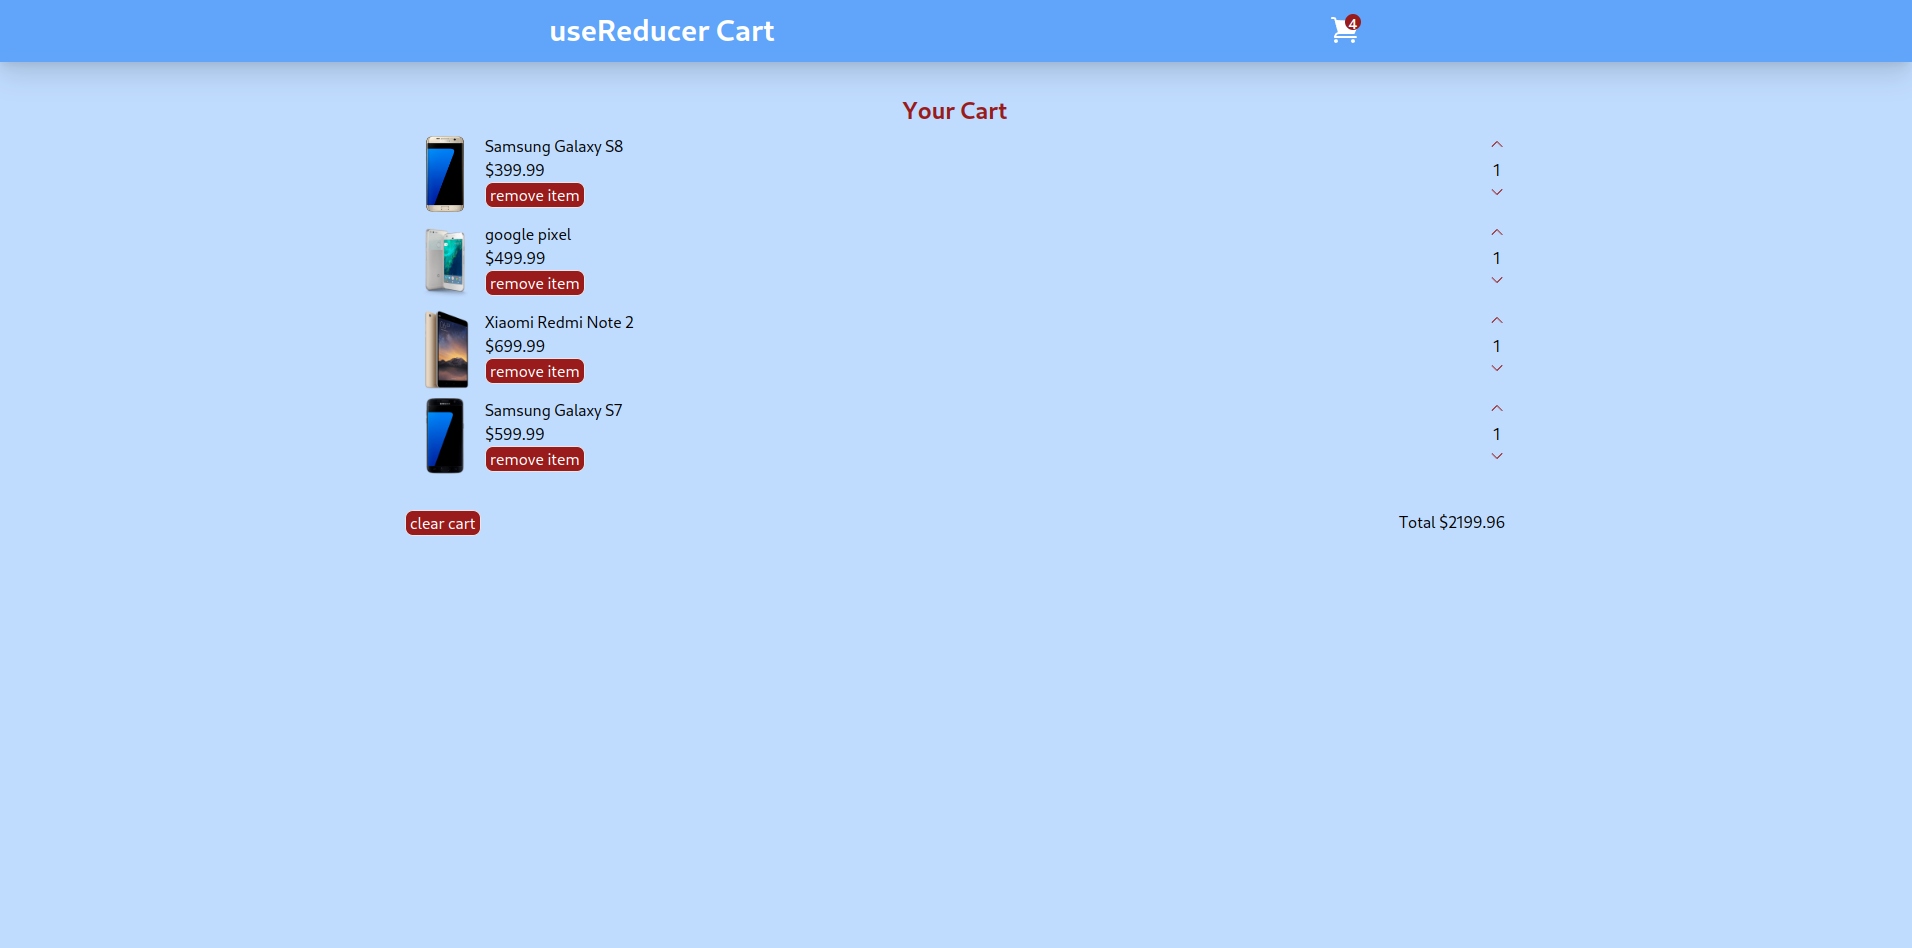 useReducer Cart
4
Your Cart
Samsung Galaxy S8
$399.99
remove item
1
google pixel
$499.99
remove item
1
Xiaomi Redmi Note 2
$699.99
remove item
1
Samsung Galaxy S7
$599.99
remove item
1
clear cart
Total $2199.96